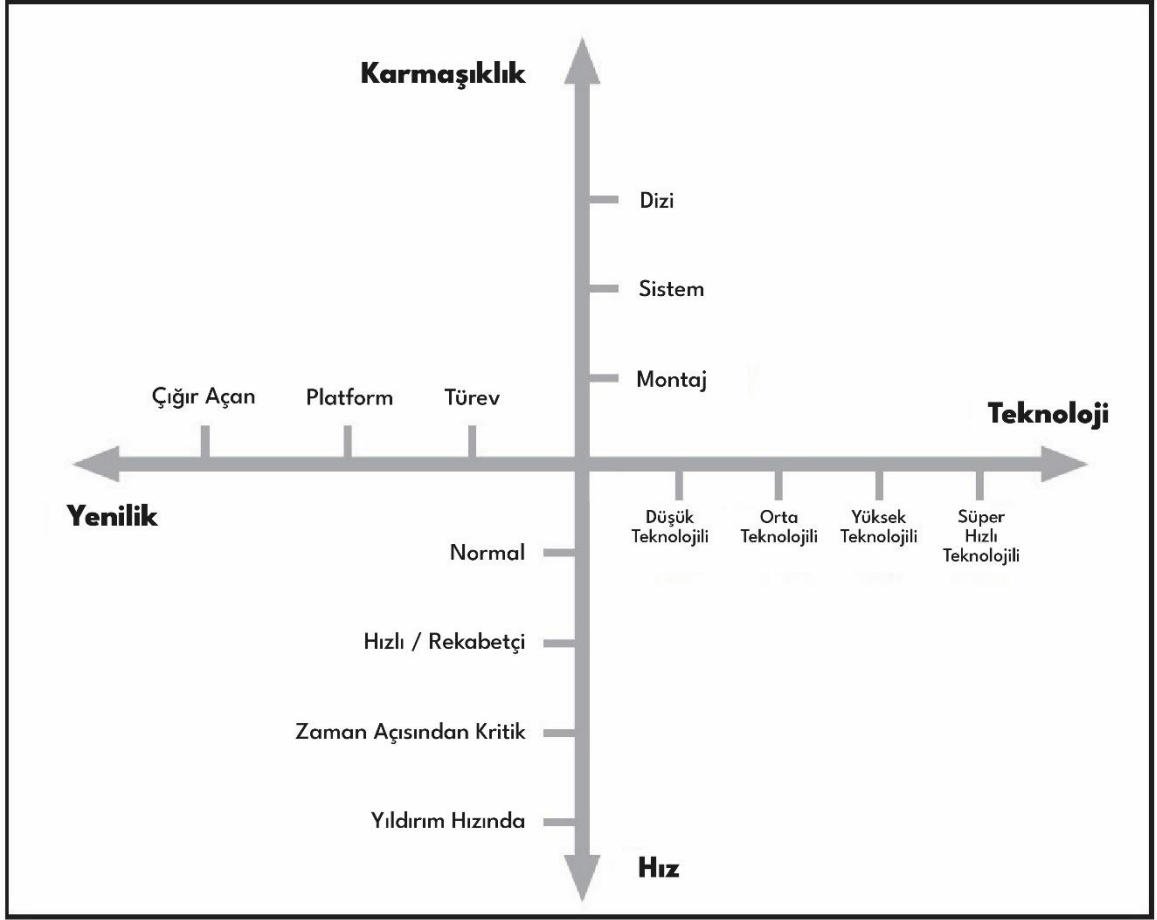 Karmaşıklık
Dizi
Sistem
Montaj
Çığır Açan
Platform
Türev
Teknoloji
Yenilik
Düşük
Teknolojili
Orta
Teknolojili
Yüksek
Teknolojili
Süper
Hızlı
Teknolojili
Normal
Hızlı / Rekabetçi
Zaman Açısından Kritik
Yıldırım Hızında
Hız